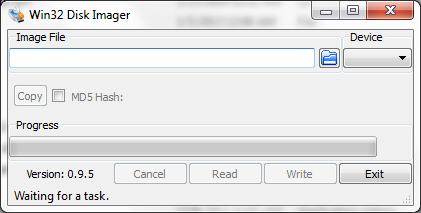 Win32 Disk Imager
Image File Device
Copy MD5 Hash:
Progress
Version: 0.9.5 Cancel Read Write Exit
Waiting for a task.